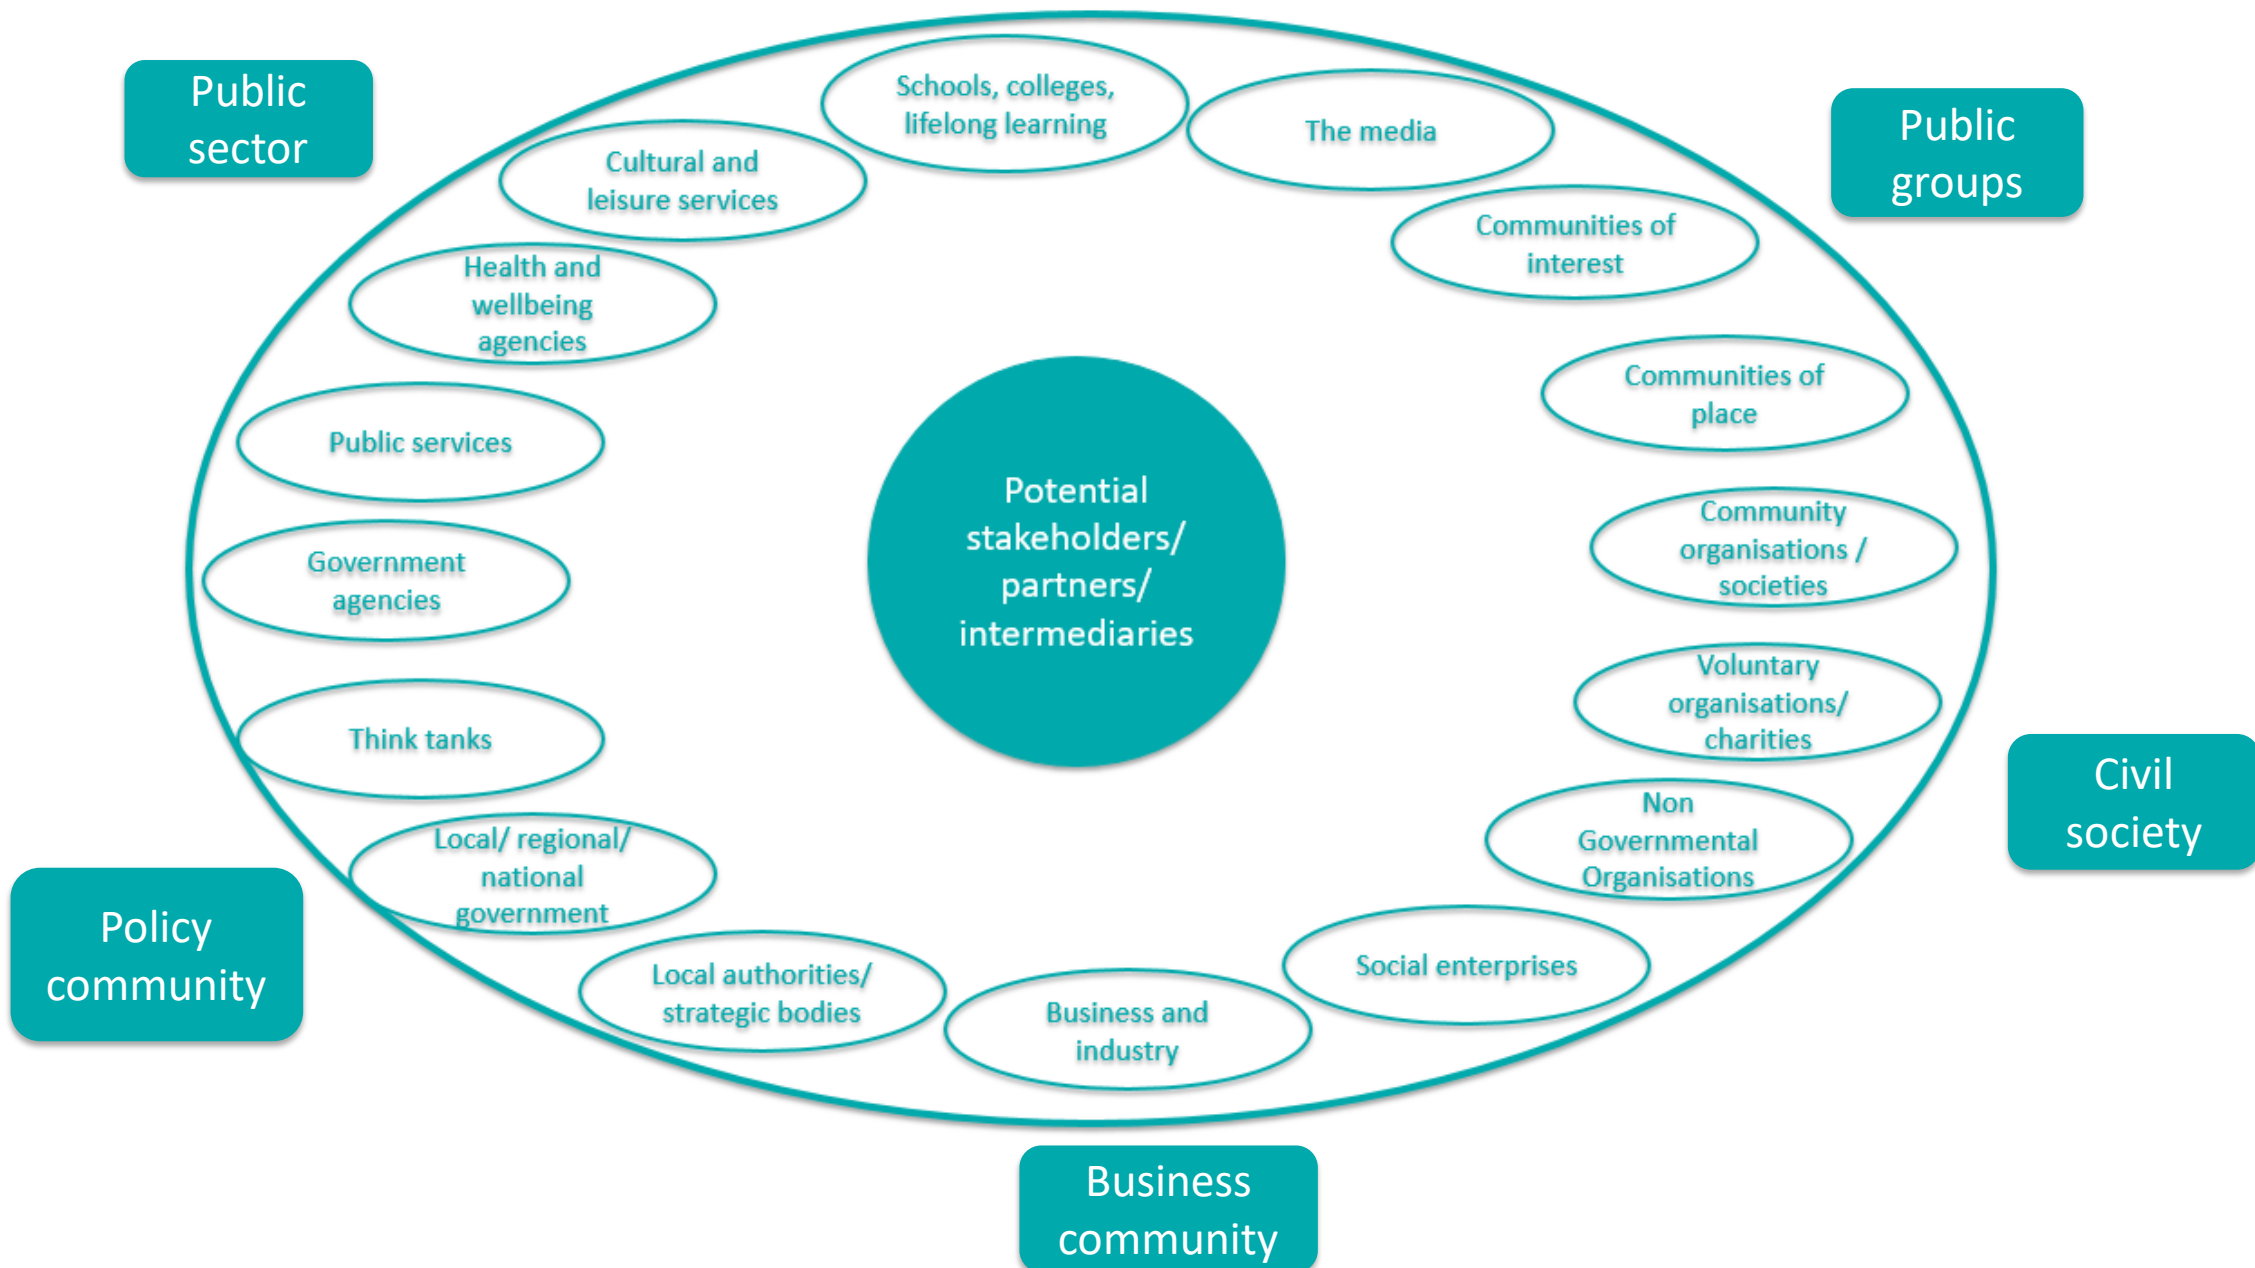 Public
sector
Schools, colleges,
lifelong learning
The media
Public
groups
Cultural and
leisure services
Communities of
interest
Health and
wellbeing
agencies
Communities of
place
Public services
Potential
stakeholders/
partners/
intermediaries
Community
organisations /
societies
Government
agencies
Voluntary
organisations/
charities
Think tanks
Civil
society
Non
Governmental
Organisations
Local/ regional/
national
government
Policy
community
Social enterprises
Local authorities/
strategic bodies
Business and
industry
Business
community